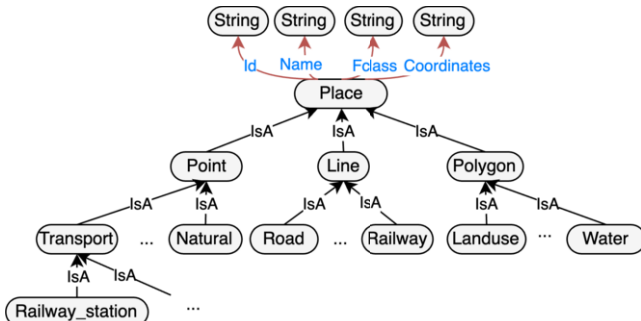 String String String String
Id Name Fclass Coordinates
Place
IsA IsA IsA
Point Line Polygon
IsA IsA IsA IsA IsA IsA
Transport ... Natural Road ... Railway Landuse ... Water
IsA IsA
Railway_station ...